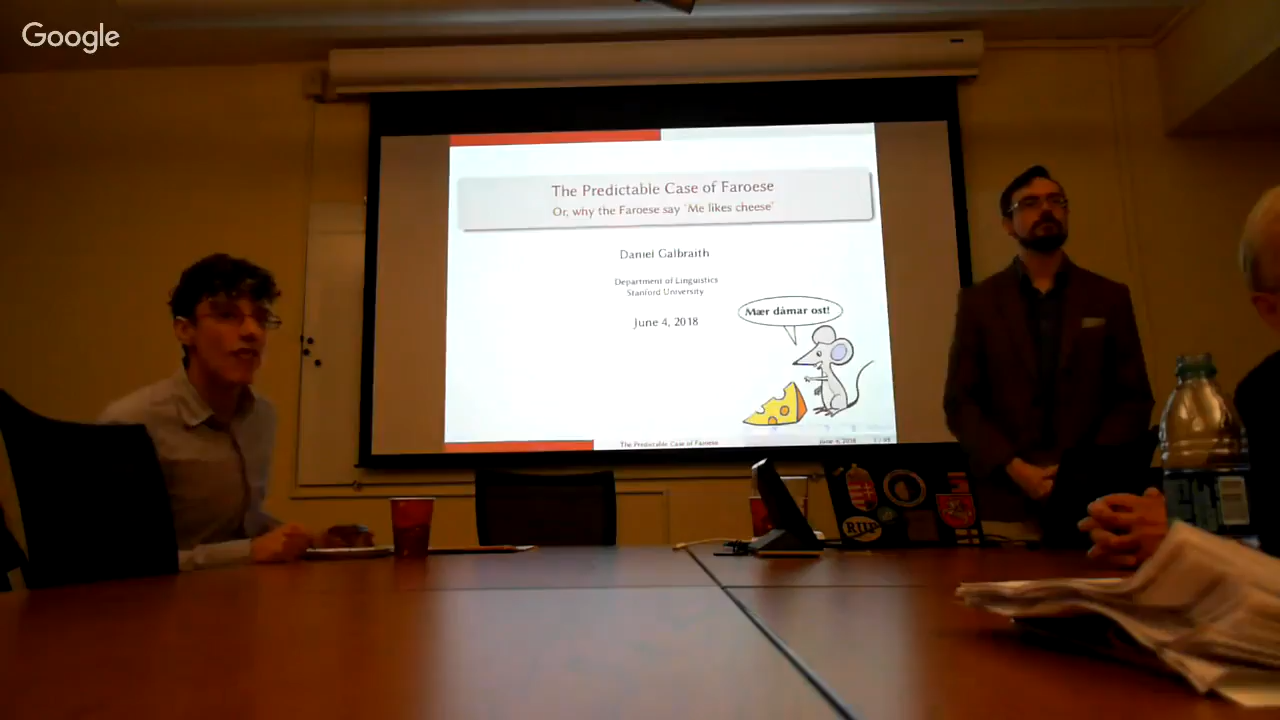 Google
The Predictable Case of Faroese
Or, why the Faroese say 'Me likes cheese'
Daniel Galbraith
Department of Linguistics
Stanford University
June 4, 2018
Mær dámar ost!
The Predictable Case of Faroese
June 4, 2018
RUP